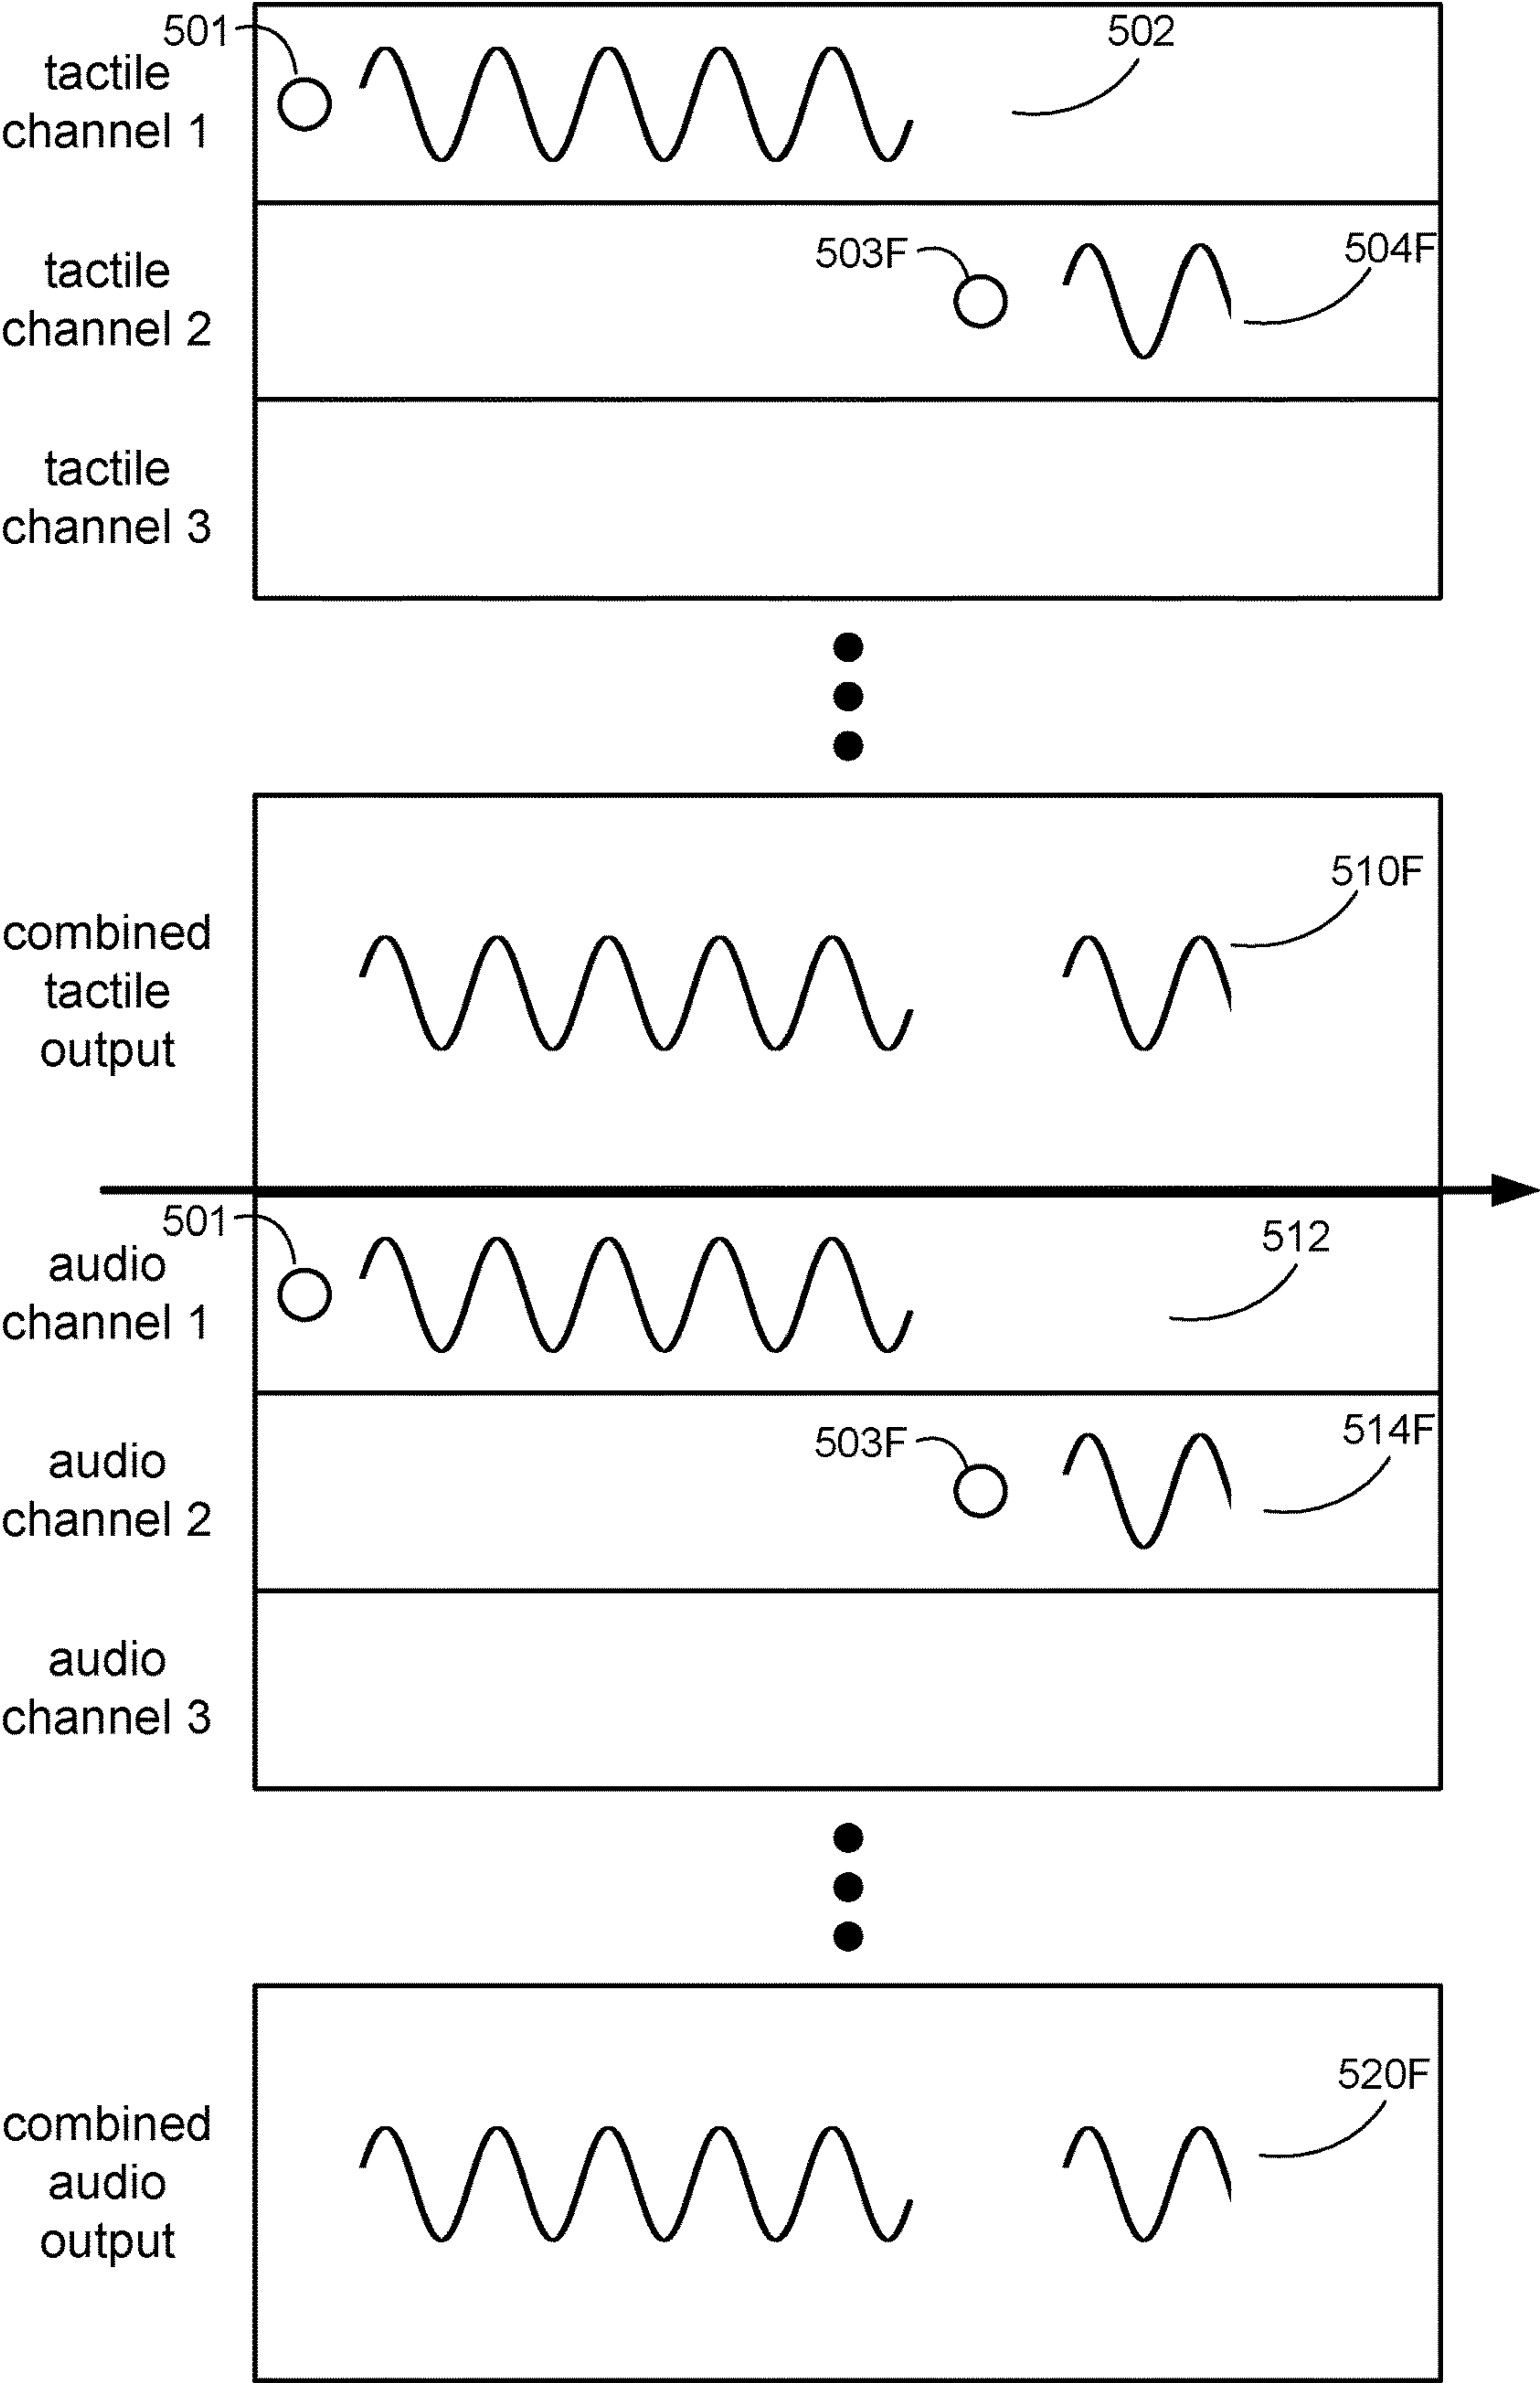 501
502
tactile
channel 1
503F
504F
tactile
channel 2
tactile
channel 3
510F
combined
tactile
output
501
512
audio
channel 1
503F
514F
audio
channel 2
audio
channel 3
520F
combined
audio
output